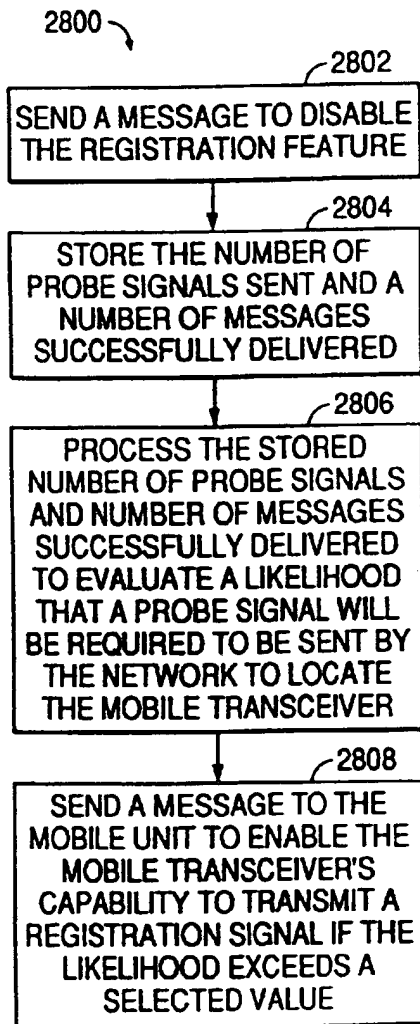 2800
2802
SEND A MESSAGE TO DISABLE
THE REGISTRATION FEATURE
2804
STORE THE NUMBER OF
PROBE SIGNALS SENT AND A
NUMBER OF MESSAGES
SUCCESSFULLY DELIVERED
2806
PROCESS THE STORED
NUMBER OF PROBE SIGNALS
AND NUMBER OF MESSAGES
SUCCESSFULLY DELIVERED
TO EVALUATE A LIKELIHOOD
THAT A PROBE SIGNAL WILL
BE REQUIRED TO BE SENT BY
THE NETWORK TO LOCATE
THE MOBILE TRANSCEIVER
2808
SEND A MESSAGE TO THE
MOBILE UNIT TO ENABLE THE
MOBILE TRANSCEIVER'S
CAPABILITY TO TRANSMIT A
REGISTRATION SIGNAL IF THE
LIKELIHOOD EXCEEDS A
SELECTED VALUE